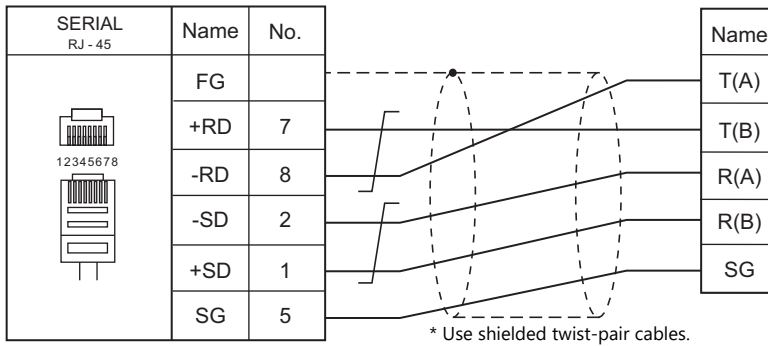 SERIAL
RJ - 45
Name No.
12345678
FG
+RD 7
-RD 8
-SD 2
+SD 1
SG 5
Name
T(A)
T(B)
R(A)
R(B)
SG
* Use shielded twist-pair cables.